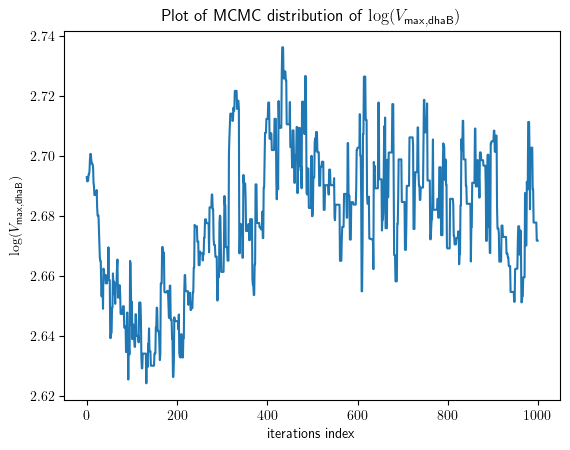 Plot of MCMC distribution of log(V_max,dhaB)
log(V_max,dhaB)
2.74
2.72
2.70
2.68
2.66
2.64
2.62
0 200 400 600 800 1000
iterations index